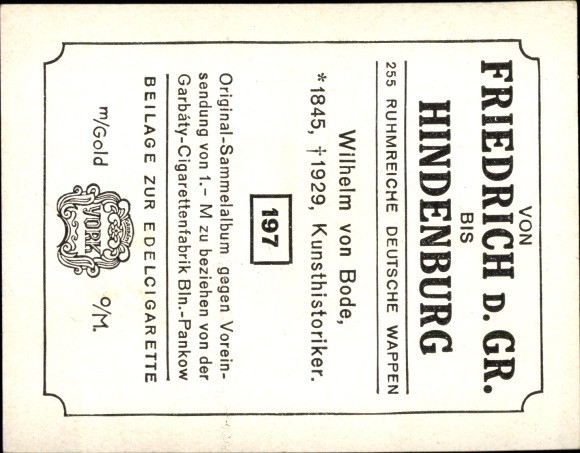 VON
FRIEDRICH D. GR.
BIS
HINDENBURG
255 RUHMREICHE DEUTSCHE WAPPEN
Wilhelm von Bode,
*1845, †1929, Kunsthistoriker.
197
Original-Sammelalbum gegen Vorein-
sendung von 1.- M zu beziehen von der
Garbáty-Cigarettenfabrik Bln.-Pankow
BEILAGE ZUR EDELCIGARETTE
m/Gold
GARBÁTY
YORK
o/M.